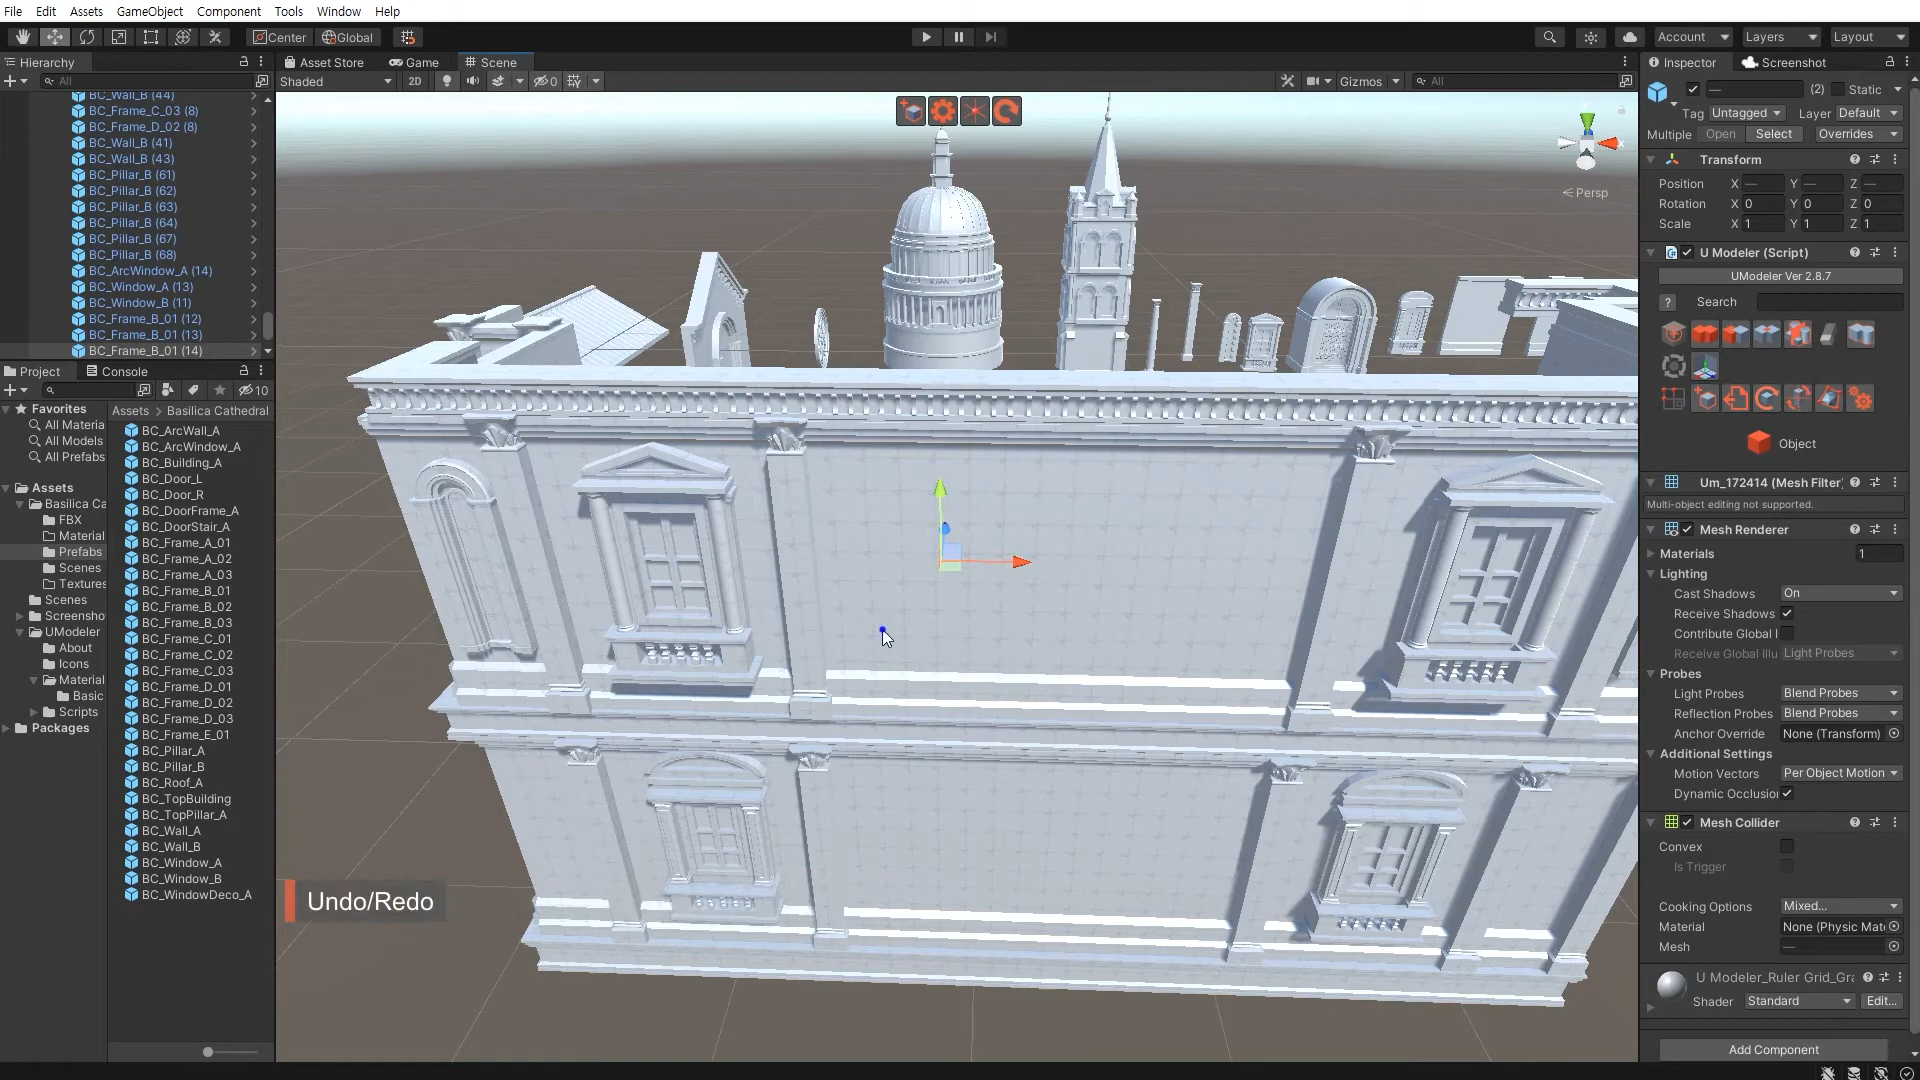 File Edit Assets GameObject Component Tools Window Help
Center Global
Account Layers Layout
Hierarchy
All
BC_Wall_B (44)
BC_Frame_C_03 (8)
BC_Frame_D_02 (8)
BC_Wall_B (41)
BC_Wall_B (43)
BC_Pillar_B (61)
BC_Pillar_B (62)
BC_Pillar_B (63)
BC_Pillar_B (64)
BC_Pillar_B (67)
BC_Pillar_B (68)
BC_ArcWindow_A (14)
BC_Window_A (13)
BC_Window_B (11)
BC_Frame_B_01 (12)
BC_Frame_B_01 (13)
BC_Frame_B_01 (14)
Project Console
10
Favorites
All Materia
All Models
All Prefabs
Assets
Basilica Ca
FBX
Material
Prefabs
Scenes
Textures
Scenes
Screensho
UModeler
About
Icons
Material
Basic
Scripts
Packages
Assets > Basilica Cathedral
BC_ArcWall_A
BC_ArcWindow_A
BC_Building_A
BC_Door_L
BC_Door_R
BC_DoorFrame_A
BC_DoorStair_A
BC_Frame_A_01
BC_Frame_A_02
BC_Frame_A_03
BC_Frame_B_01
BC_Frame_B_02
BC_Frame_B_03
BC_Frame_C_01
BC_Frame_C_02
BC_Frame_C_03
BC_Frame_D_01
BC_Frame_D_02
BC_Frame_D_03
BC_Frame_E_01
BC_Pillar_A
BC_Pillar_B
BC_Roof_A
BC_TopBuilding
BC_TopPillar_A
BC_Wall_A
BC_Wall_B
BC_Window_A
BC_Window_B
BC_WindowDeco_A
Asset Store Game Scene
Shaded 2D 0 Gizmos All
x
< Persp
Undo/Redo
Inspector Screenshot
— (2) Static
Tag Untagged Layer Default
Multiple Open Select Overrides
Transform
Position X — Y — Z —
Rotation X 0 Y 0 Z 0
Scale X 1 Y 1 Z 1
U Modeler (Script)
UModeler Ver 2.8.7
? Search
Object
Um_172414 (Mesh Filter)
Multi-object editing not supported.
Mesh Renderer
Materials 1
Lighting
Cast Shadows On
Receive Shadows
Contribute Global I
Receive Global Illu Light Probes
Probes
Light Probes Blend Probes
Reflection Probes Blend Probes
Anchor Override None (Transform)
Additional Settings
Motion Vectors Per Object Motion
Dynamic Occlusion
Mesh Collider
Convex
Is Trigger
Cooking Options Mixed...
Material None (Physic Mat
Mesh —
U Modeler_Ruler Grid_Gra
Shader Standard Edit...
Add Component